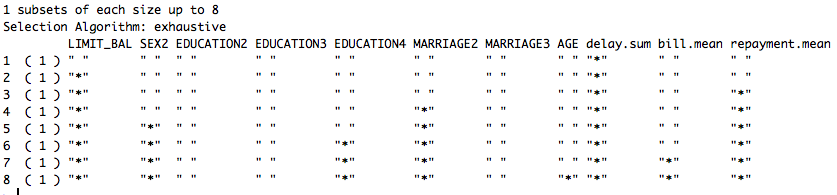 1 subsets of each size up to 8
Selection Algorithm: exhaustive
         LIMIT_BAL SEX2 EDUCATION2 EDUCATION3 EDUCATION4 MARRIAGE2 MARRIAGE3 AGE delay.sum bill.mean repayment.mean
1  ( 1 ) " "       " "  " "        " "        " "        " "       " "       " " "*"       " "       " "
2  ( 1 ) "*"       " "  " "        " "        " "        " "       " "       " " "*"       " "       " "
3  ( 1 ) "*"       " "  " "        " "        " "        " "       " "       " " "*"       " "       "*"
4  ( 1 ) "*"       " "  " "        " "        " "        "*"       " "       " " "*"       " "       "*"
5  ( 1 ) "*"       "*"  " "        " "        " "        "*"       " "       " " "*"       " "       "*"
6  ( 1 ) "*"       "*"  " "        " "        "*"        "*"       " "       " " "*"       " "       "*"
7  ( 1 ) "*"       "*"  " "        " "        "*"        "*"       " "       " " "*"       "*"       "*"
8  ( 1 ) "*"       "*"  " "        " "        "*"        "*"       " "       "*" "*"       "*"       "*"